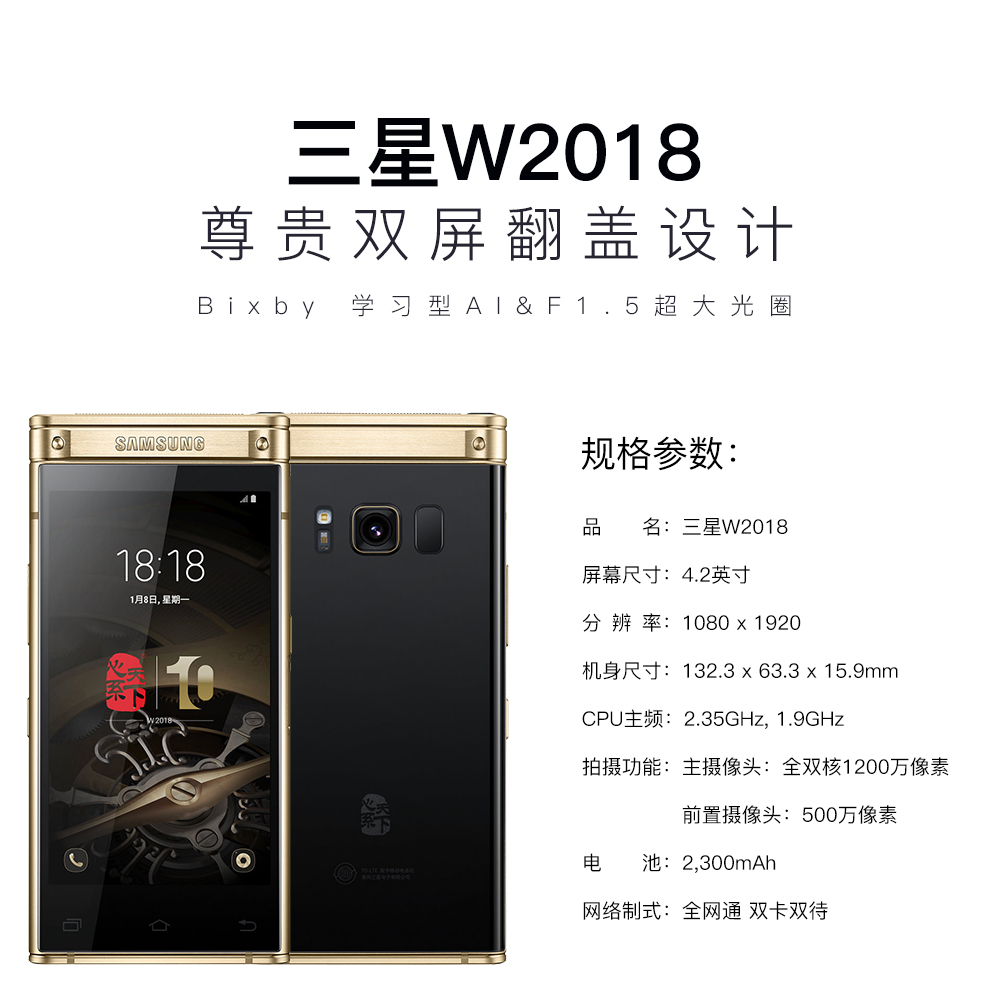 三星W2018
尊贵双屏翻盖设计
Bixby 学习型AI&F1.5超大光圈
SAMSUNG
18:18
1月8日, 星期一
心系天下
10
W2018
心系天下
规格参数:
品 名: 三星W2018
屏幕尺寸: 4.2英寸
分 辨 率: 1080 x 1920
机身尺寸: 132.3 x 63.3 x 15.9mm
CPU主频: 2.35GHz, 1.9GHz
拍摄功能: 主摄像头: 全双核1200万像素
前置摄像头: 500万像素
电 池: 2,300mAh
网络制式: 全网通 双卡双待